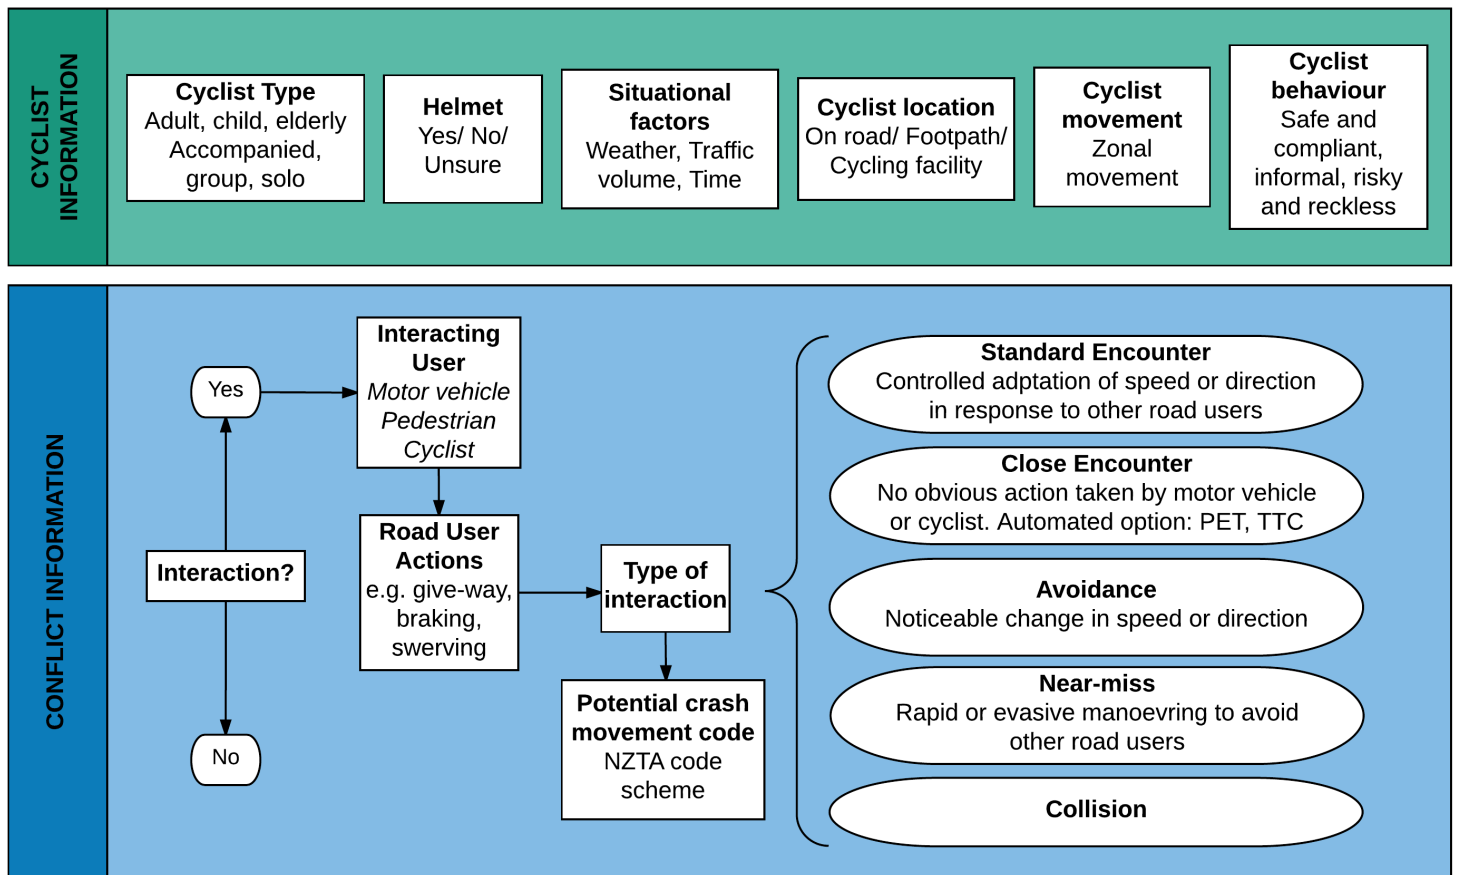 CYCLIST
INFORMATION
Cyclist Type
Adult, child, elderly
Accompanied,
group, solo
Helmet
Yes/ No/
Unsure
Situational
factors
Weather, Traffic
volume, Time
Cyclist location
On road/ Footpath/
Cycling facility
Cyclist
movement
Zonal
movement
Cyclist
behaviour
Safe and
compliant,
informal, risky
and reckless
CONFLICT INFORMATION
Interaction?
Yes
No
Interacting
User
Motor vehicle
Pedestrian
Cyclist
Road User
Actions
e.g. give-way,
braking,
swerving
Type of
interaction
Potential crash
movement code
NZTA code
scheme
Standard Encounter
Controlled adptation of speed or direction
in response to other road users
Close Encounter
No obvious action taken by motor vehicle
or cyclist. Automated option: PET, TTC
Avoidance
Noticeable change in speed or direction
Near-miss
Rapid or evasive manoevring to avoid
other road users
Collision